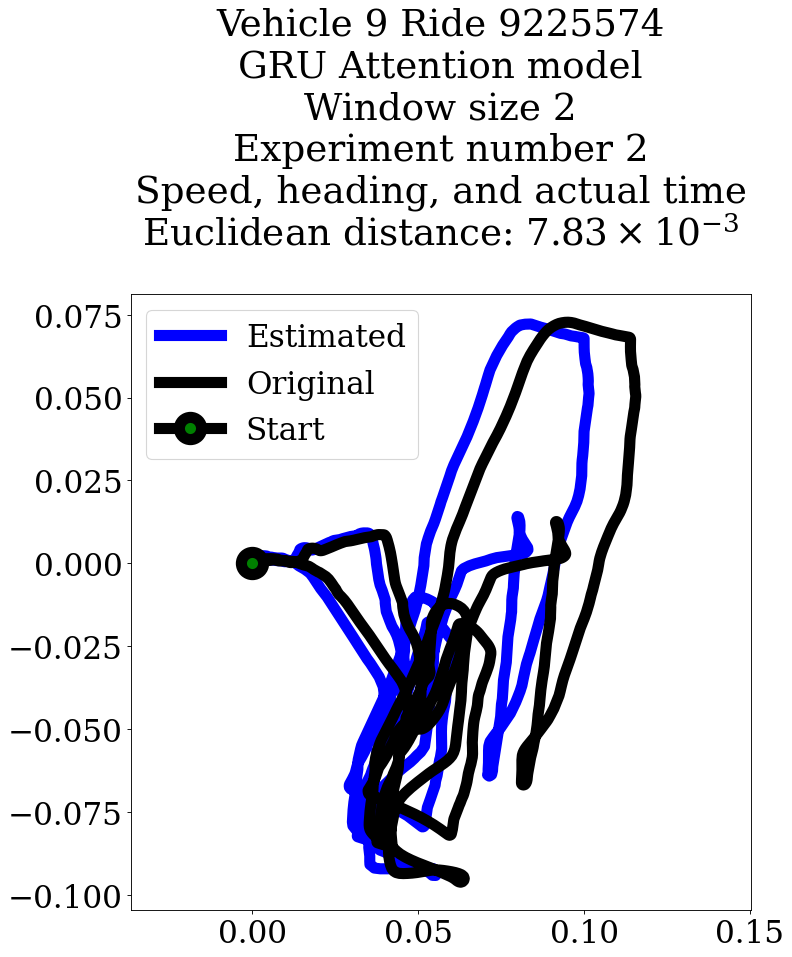 Vehicle 9 Ride 9225574
GRU Attention model
Window size 2
Experiment number 2
Speed, heading, and actual time
Euclidean distance: 7.83 × 10⁻³
0.075
0.050
0.025
0.000
−0.025
−0.050
−0.075
−0.100
Estimated
Original
Start
0.00 0.05 0.10 0.15